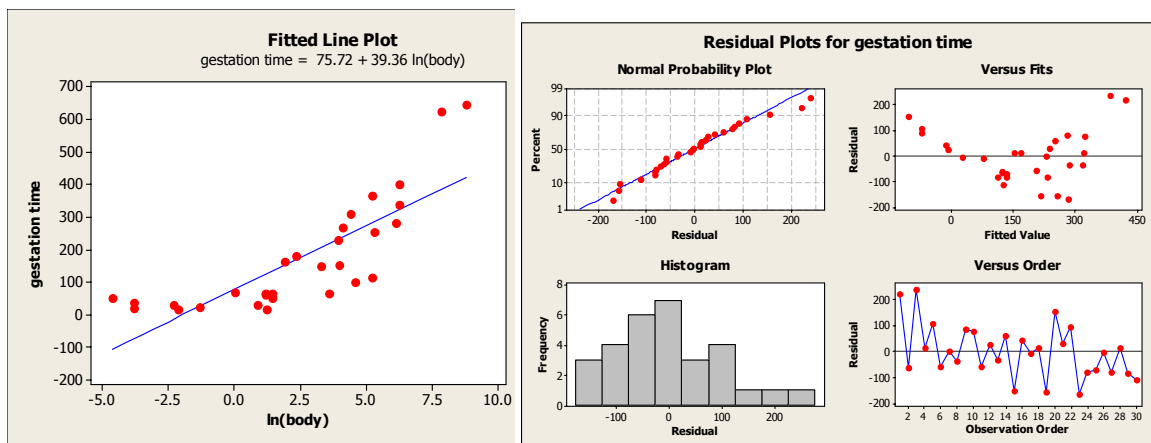 Fitted Line Plot
gestation time = 75.72 + 39.36 ln(body)
700
600
500
400
300
200
100
0
-100
-200
gestation time
-5.0 -2.5 0.0 2.5 5.0 7.5 10.0
ln(body)
Residual Plots for gestation time
Normal Probability Plot
99
90
50
10
1
Percent
-200 -100 0 100 200
Residual
Versus Fits
200
100
0
-100
-200
Residual
0 150 300 450
Fitted Value
Histogram
8
6
4
2
0
Frequency
-100 0 100 200
Residual
Versus Order
200
100
0
-100
-200
Residual
2 4 6 8 10 12 14 16 18 20 22 24 26 28 30
Observation Order